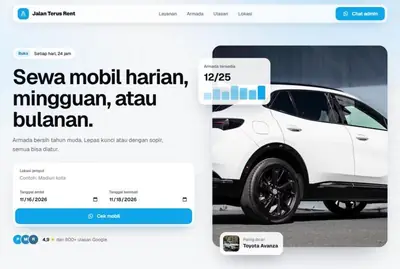 Jalan Terus Rent
Layanan
Armada
Ulasan
Lokasi
Chat admin
Buka
Setiap hari, 24 jam
Sewa mobil harian,
mingguan, atau
bulanan.
Armada bersih tahun muda. Lepas kunci atau dengan sopir,
semua bisa diatur.
Lokasi jemput
Contoh: Madiun kota
Tanggal ambil
Tanggal kembali
11/16/2026
11/18/2026
Cek mobil
P M R
4,9 ★ dari 600+ ulasan Google
Armada tersedia
12/25
Toyota Avanza